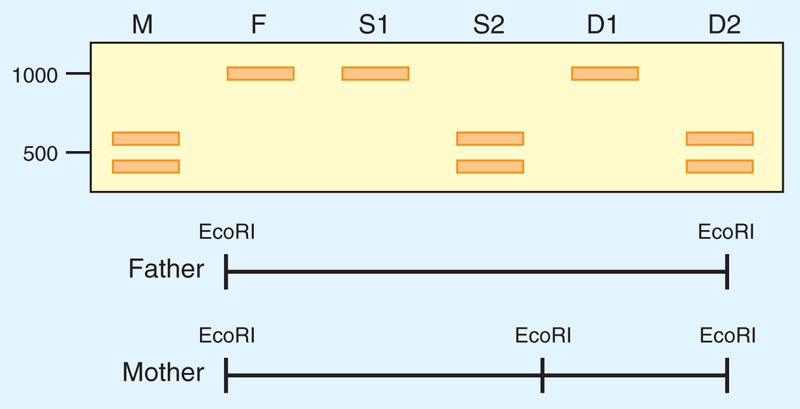 M F S1 S2 D1 D2
1000
500
EcoRI EcoRI
Father
EcoRI EcoRI EcoRI
Mother